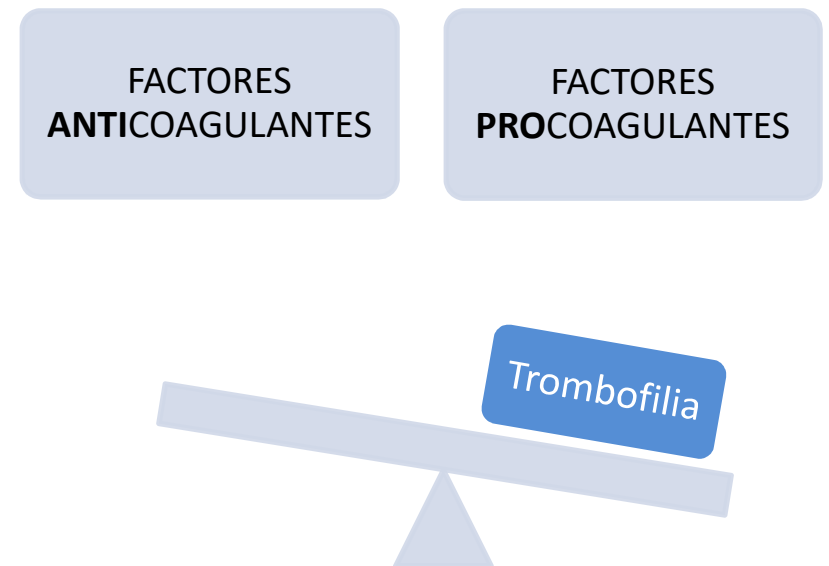 FACTORES
ANTICOAGULANTES
FACTORES
PROCOAGULANTES
Trombofilia